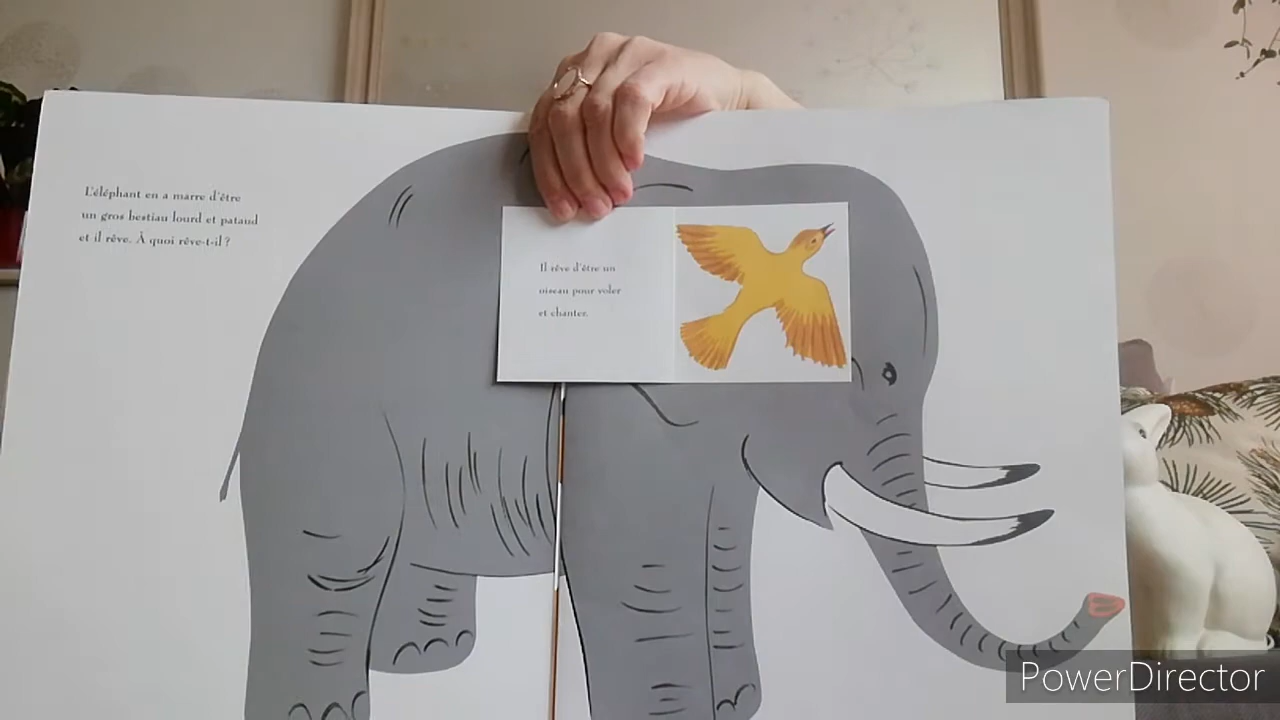 L'éléphant en a marre d'être
un gros bestiau lourd et pataud
et il rêve. À quoi rêve-t-il ?
Il rêve d'être un
oiseau pour voler
et chanter.
PowerDirector